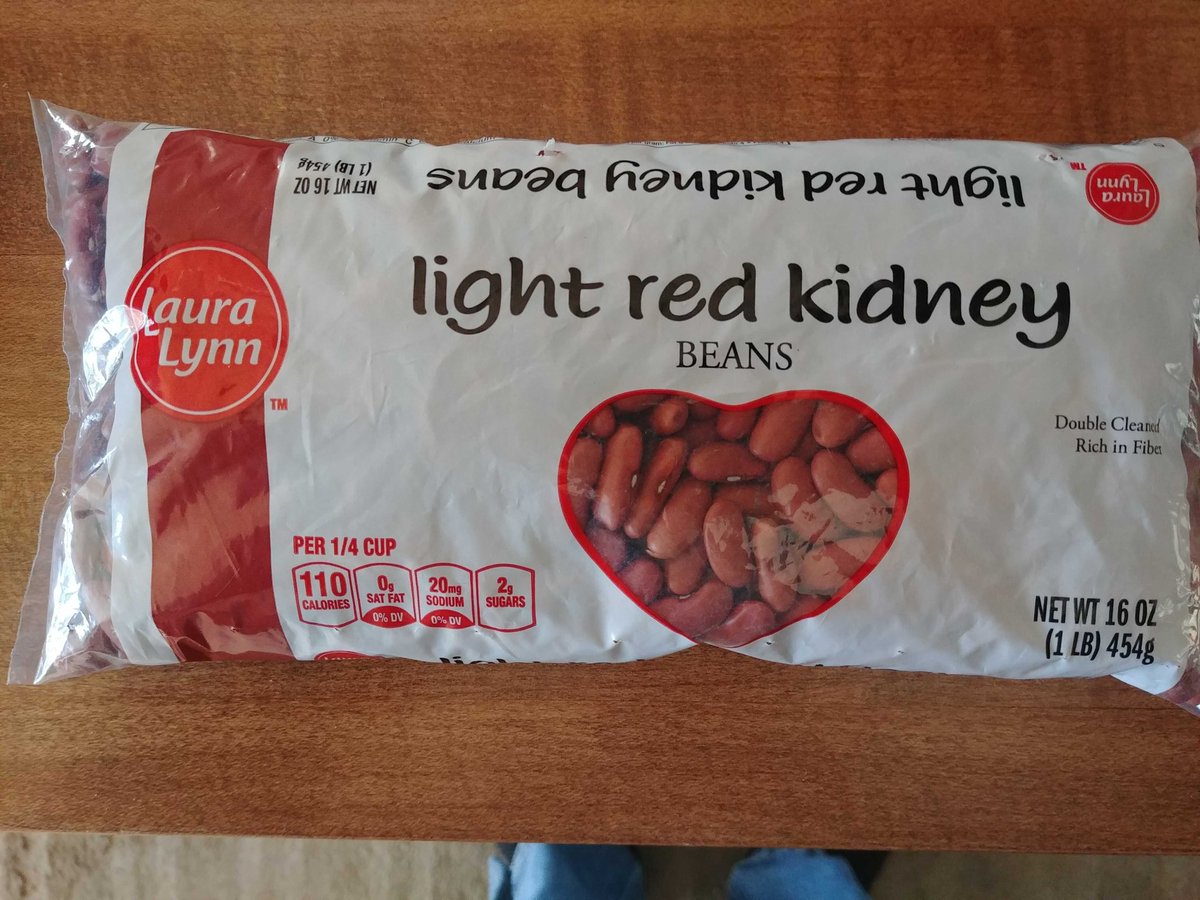 NET WT 16 OZ
(1 LB) 454g
light red kidney beans
Laura
Lynn
TM
Laura
Lynn
TM
light red kidney
BEANS
Double Cleaned
Rich in Fiber
PER 1/4 CUP
110
CALORIES
0g
SAT FAT
0% DV
20mg
SODIUM
0% DV
2g
SUGARS
NET WT 16 OZ
(1 LB) 454g